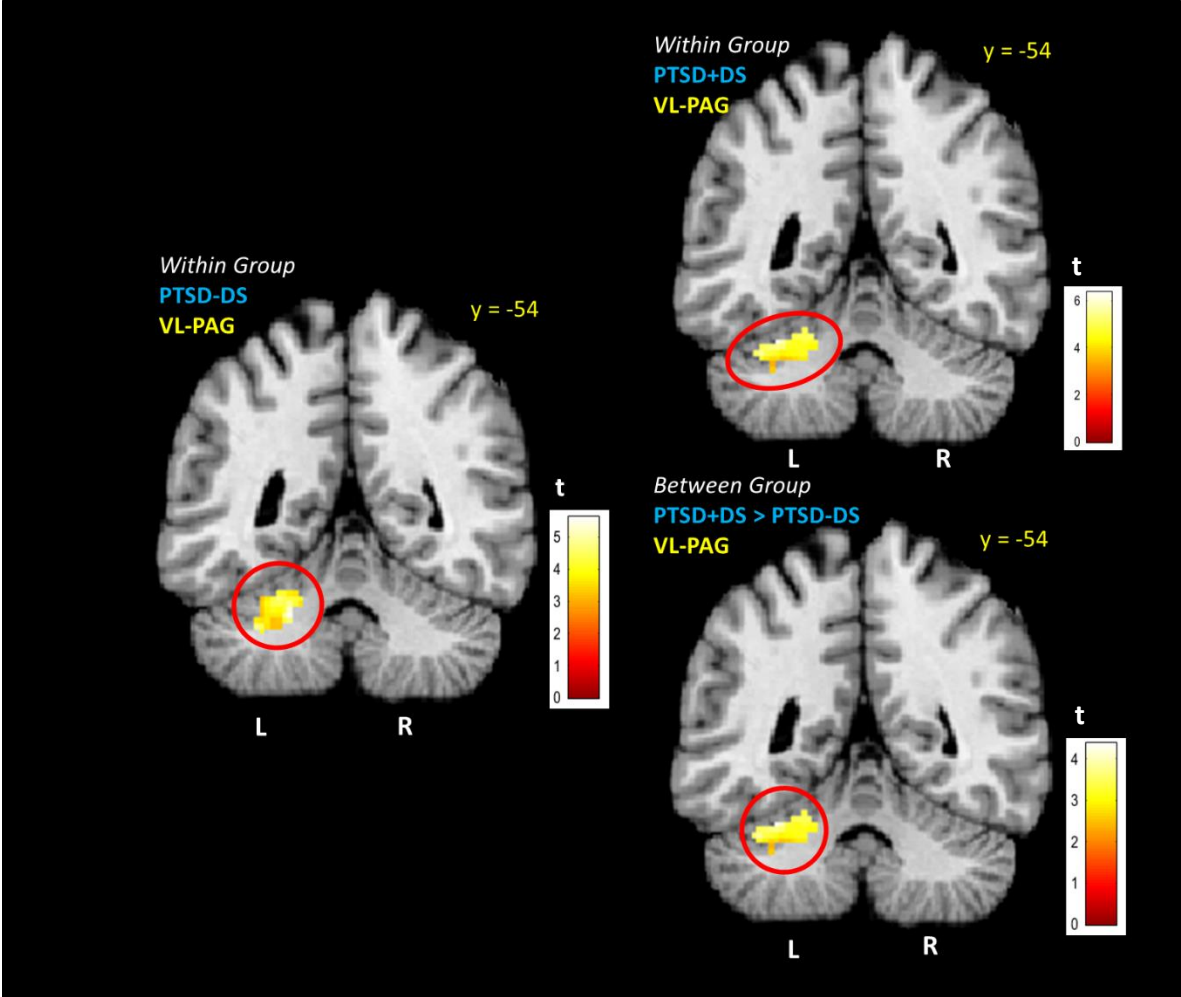 Within Group
PTSD-DS
VL-PAG
y = -54
t
5
4
3
2
1
0
L R
Within Group
PTSD+DS
VL-PAG
y = -54
t
6
4
2
0
L R
Between Group
PTSD+DS > PTSD-DS
VL-PAG
y = -54
t
4
3
2
1
0
L R